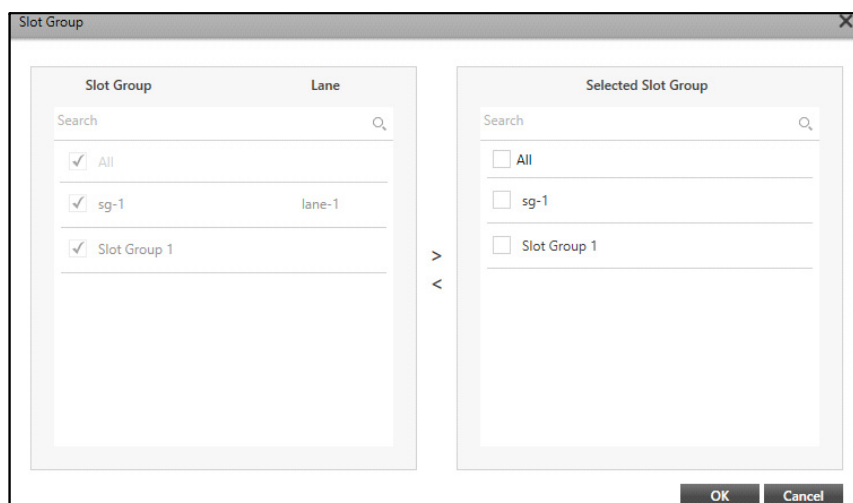 Slot Group X
Slot Group Lane
Search
All
sg-1 lane-1
Slot Group 1
>
<
Selected Slot Group
Search
All
sg-1
Slot Group 1
OK Cancel